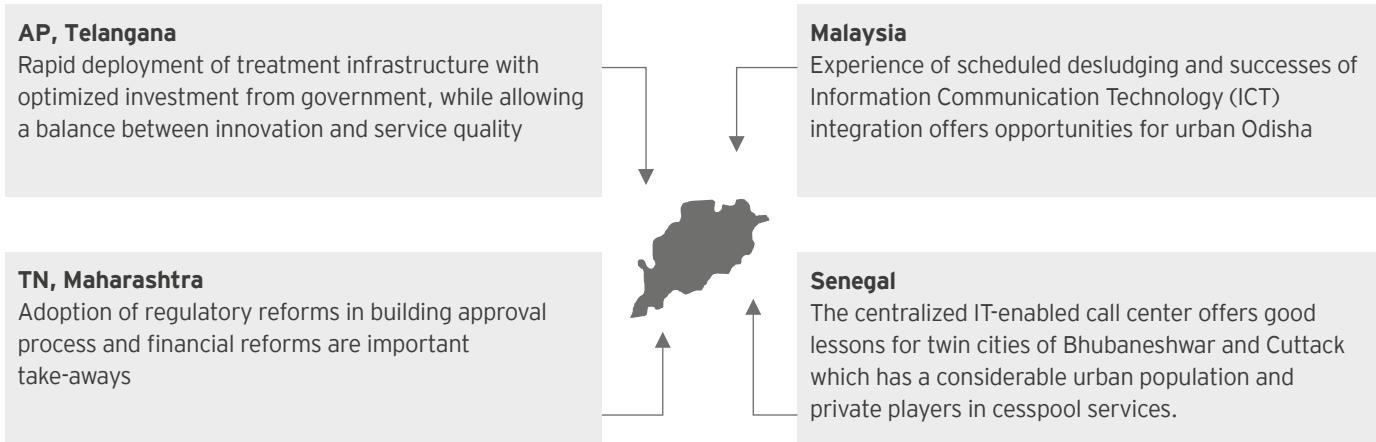 AP, Telangana
Rapid deployment of treatment infrastructure with
optimized investment from government, while allowing
a balance between innovation and service quality
Malaysia
Experience of scheduled desludging and successes of
Information Communication Technology (ICT)
integration offers opportunities for urban Odisha
TN, Maharashtra
Adoption of regulatory reforms in building approval
process and financial reforms are important
take-aways
Senegal
The centralized IT-enabled call center offers good
lessons for twin cities of Bhubaneshwar and Cuttack
which has a considerable urban population and
private players in cesspool services.